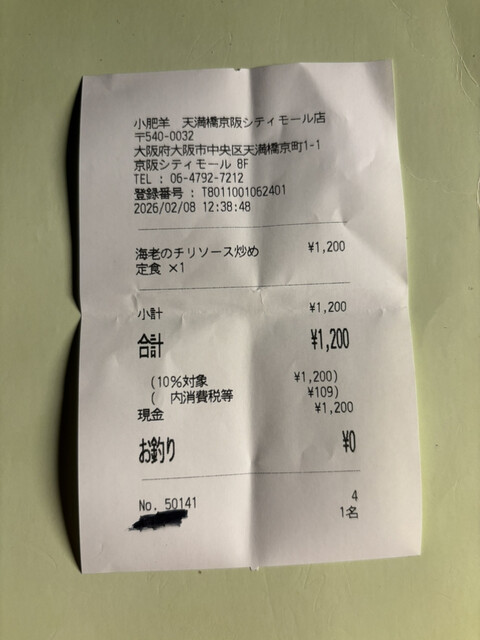 小肥羊 天満橋京阪シティモール店
〒540-0032
大阪府大阪市中央区天満橋京町1-1
京阪シティモール 8F
TEL : 06-4792-7212
登録番号 : T8011001062401
2026/02/08 12:38:48
海老のチリソース炒め ¥1,200
定食 ×1
小計 ¥1,200
合計 ¥1,200
(10%対象 ¥1,200)
( 内消費税等 ¥109)
現金 ¥1,200
お釣り ¥0
No. 50141 4
1名